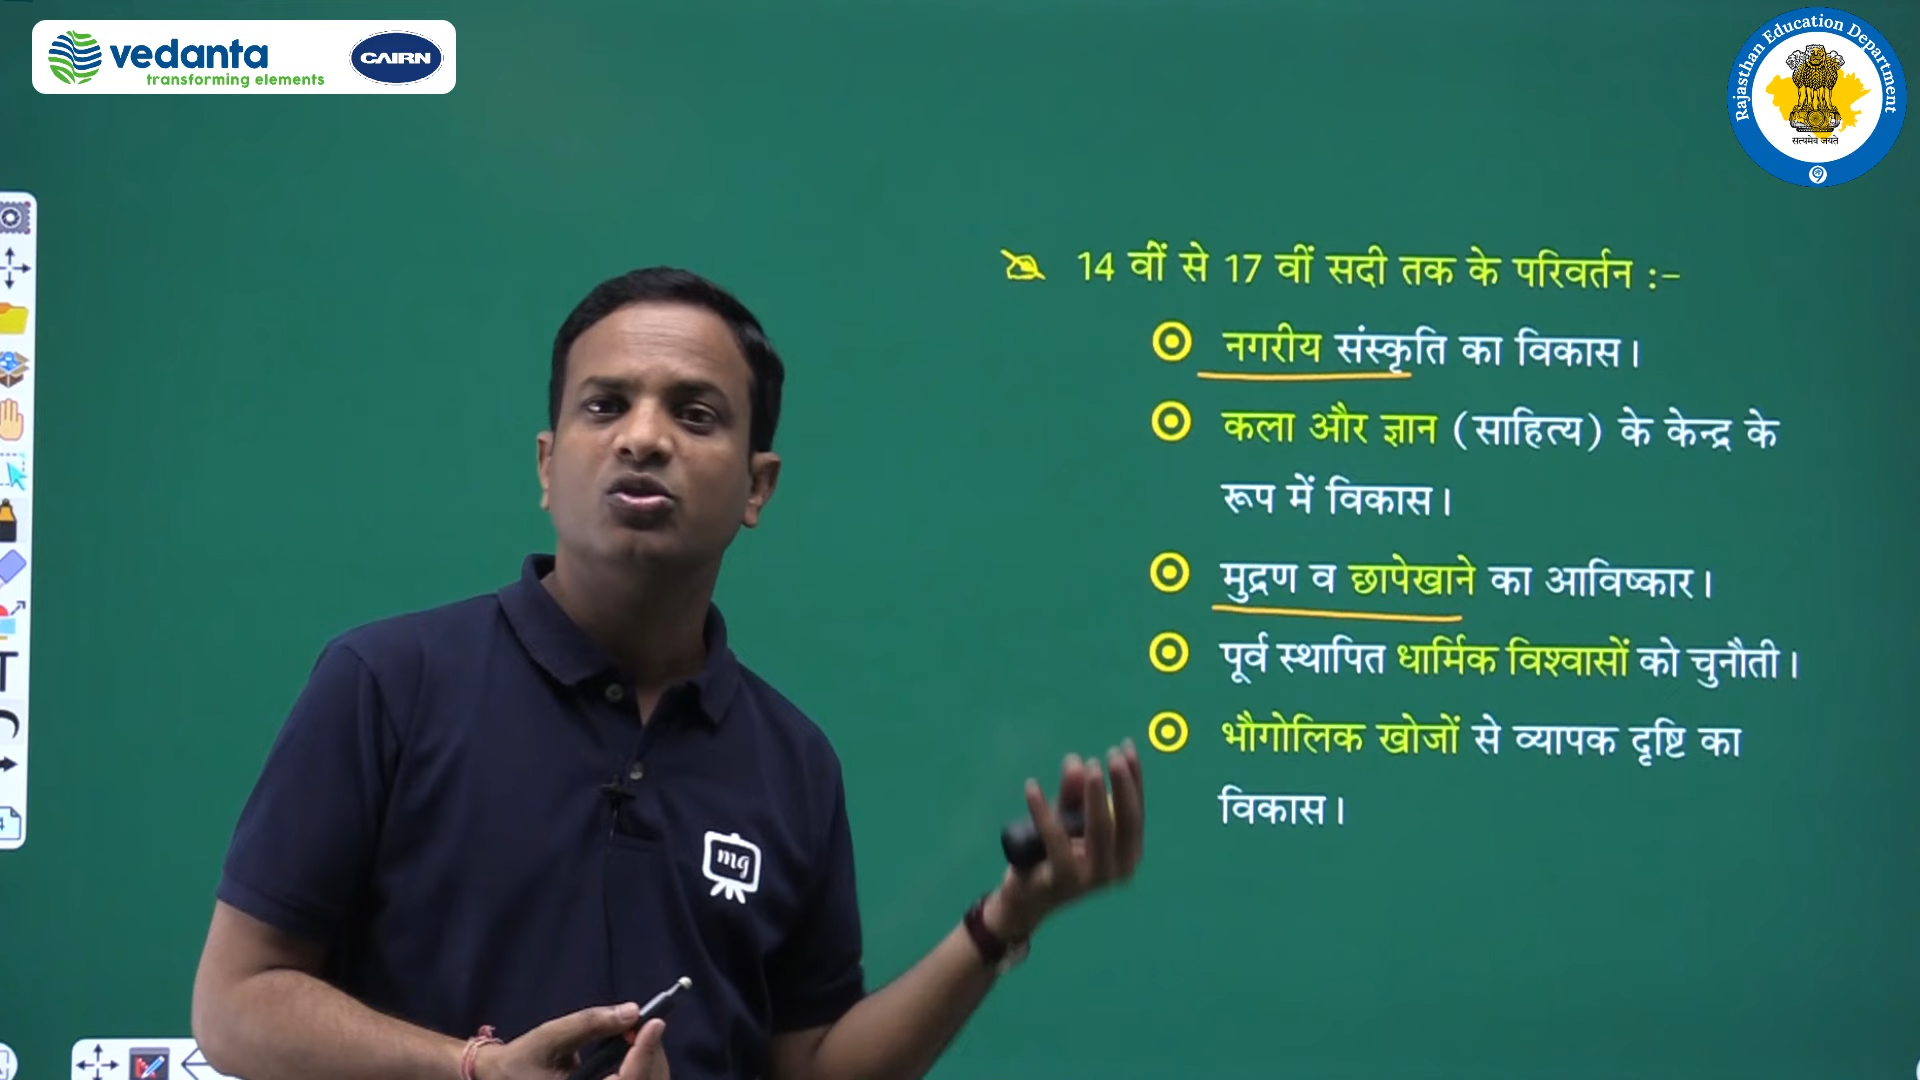 vedanta
transforming elements
CAIRN
Rajasthan Education Department
सत्यमेव जयते
14 वीं से 17 वीं सदी तक के परिवर्तन :-
नगरीय संस्कृति का विकास।
कला और ज्ञान (साहित्य) के केन्द्र के
रूप में विकास।
मुद्रण व छापेखाने का आविष्कार।
पूर्व स्थापित धार्मिक विश्वासों को चुनौती।
भौगोलिक खोजों से व्यापक दृष्टि का
विकास।
mg